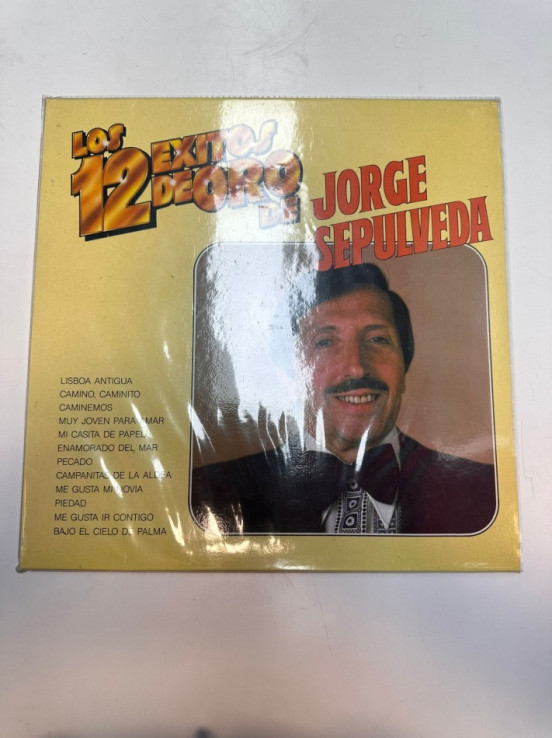 LOS
12 EXITOS
DE ORO
DE
JORGE
SEPULVEDA
LISBOA ANTIGUA
CAMINO, CAMINITO
CAMINEMOS
MUY JOVEN PARA AMAR
MI CASITA DE PAPEL
ENAMORADO DEL MAR
PECADO
CAMPANITAS DE LA ALDEA
ME GUSTA MI NOVIA
PIEDAD
ME GUSTA IR CONTIGO
BAJO EL CIELO DE PALMA